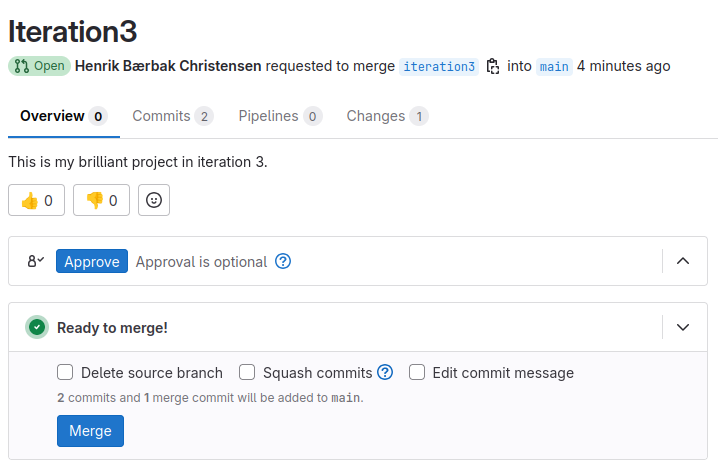 Iteration3
Open Henrik Bærbak Christensen requested to merge iteration3 into main 4 minutes ago
Overview 0 Commits 2 Pipelines 0 Changes 1
This is my brilliant project in iteration 3.
👍 0 👎 0
Approve Approval is optional ?
Ready to merge!
Delete source branch Squash commits ? Edit commit message
2 commits and 1 merge commit will be added to main.
Merge